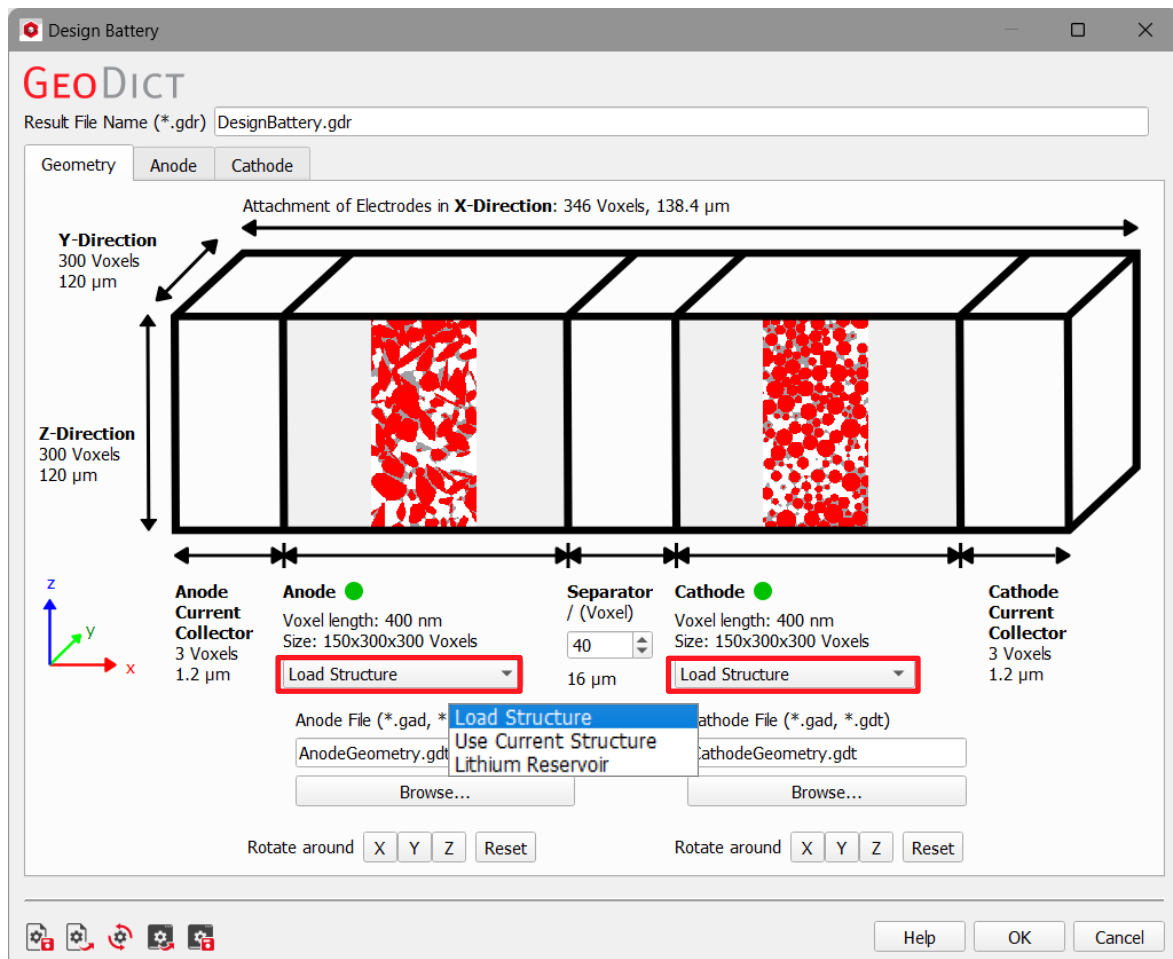 Design Battery
GEODICT
Result File Name (*.gdr) DesignBattery.gdr
Geometry Anode Cathode
Attachment of Electrodes in X-Direction: 346 Voxels, 138.4 µm
Y-Direction
300 Voxels
120 µm
Z-Direction
300 Voxels
120 µm
z
y
x
Anode
Current
Collector
3 Voxels
1.2 µm
Anode
Voxel length: 400 nm
Size: 150x300x300 Voxels
Load Structure
Separator
/ (Voxel)
40
16 µm
Cathode
Voxel length: 400 nm
Size: 150x300x300 Voxels
Load Structure
Cathode
Current
Collector
3 Voxels
1.2 µm
Anode File (*.gad, *.
Load Structure
Use Current Structure
Lithium Reservoir
AnodeGeometry.gdt
Browse...
athode File (*.gad, *.gdt)
CathodeGeometry.gdt
Browse...
Rotate around X Y Z Reset
Rotate around X Y Z Reset
Help OK Cancel